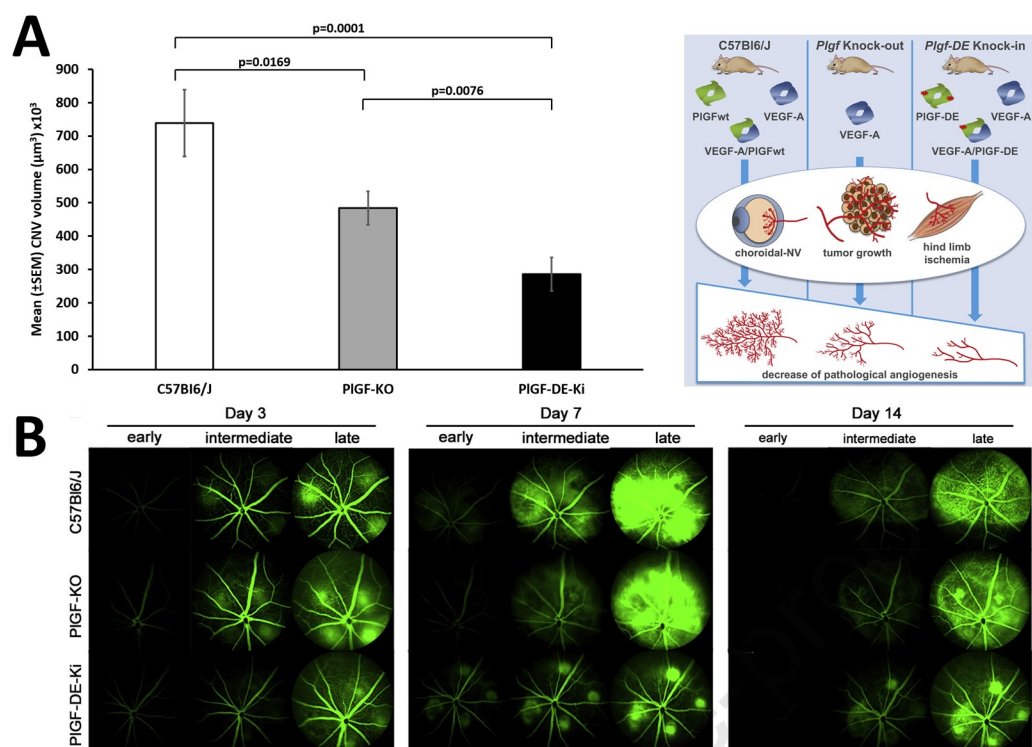 A
p=0.0001
p=0.0169
p=0.0076
Mean (±SEM) CNV volume (μm³) x10³
900
800
700
600
500
400
300
200
100
0
C57Bl6/J
PlGF-KO
PlGF-DE-Ki
C57Bl6/J
Plgf Knock-out
Plgf-DE Knock-in
PlGFwt
VEGF-A
VEGF-A/PlGFwt
VEGF-A
PlGF-DE
VEGF-A
VEGF-A/PlGF-DE
choroidal-NV
tumor growth
hind limb
ischemia
decrease of pathological angiogenesis
B
Day 3
Day 7
Day 14
early
intermediate
late
early
intermediate
late
early
intermediate
late
C57Bl6/J
PlGF-KO
PlGF-DE-Ki